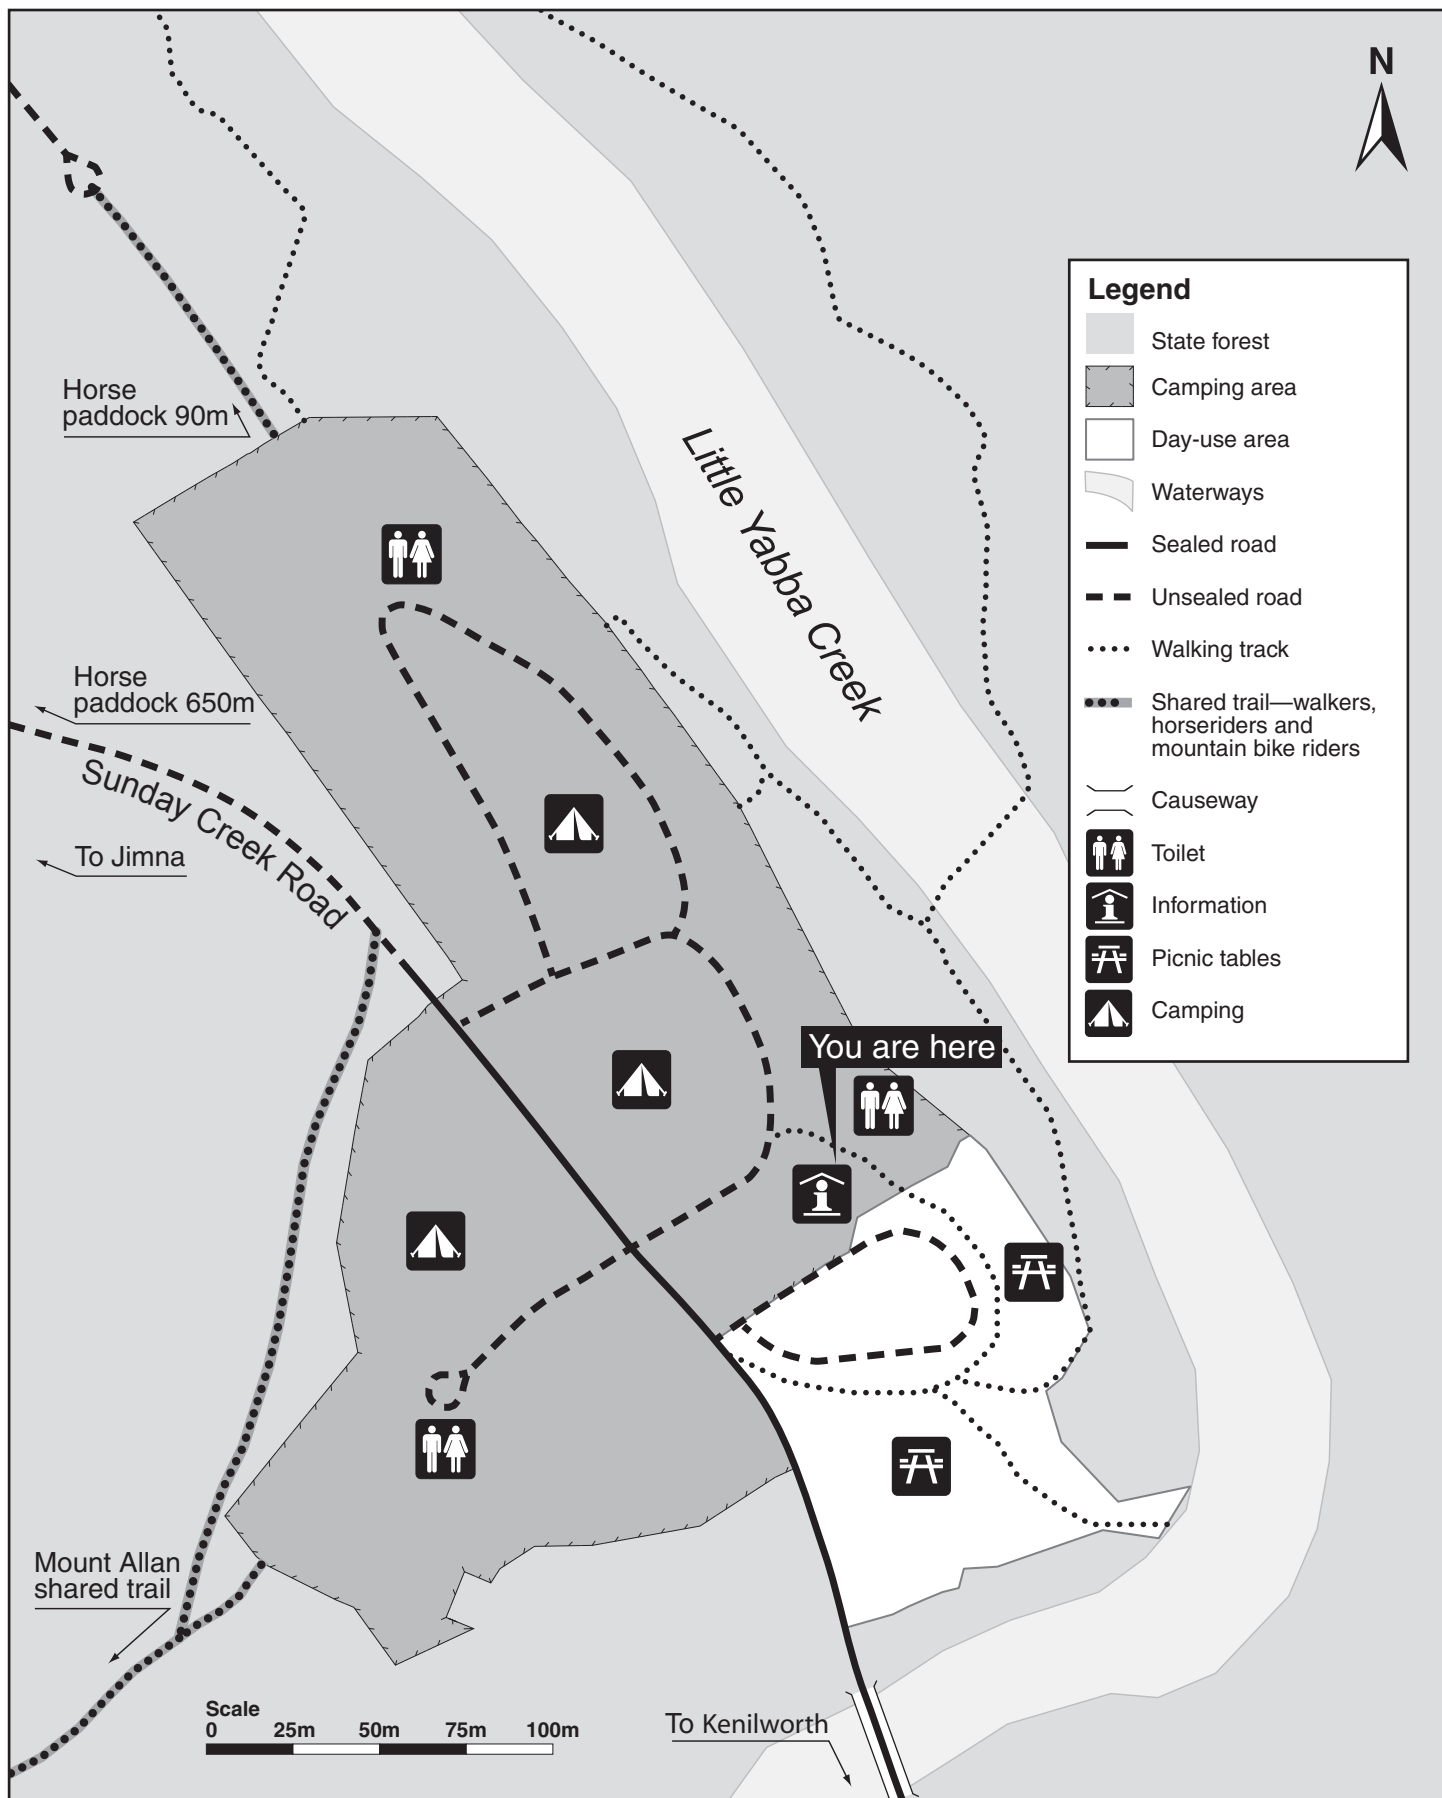 N
Legend
State forest
Camping area
Day-use area
Waterways
Sealed road
Unsealed road
Walking track
Shared trail—walkers,
horseriders and
mountain bike riders
Causeway
Toilet
Information
Picnic tables
Camping
Horse
paddock 90m
Little Yabba Creek
Horse
paddock 650m
Sunday Creek Road
To Jimna
You are here
Mount Allan
shared trail
Scale
0 25m 50m 75m 100m
To Kenilworth